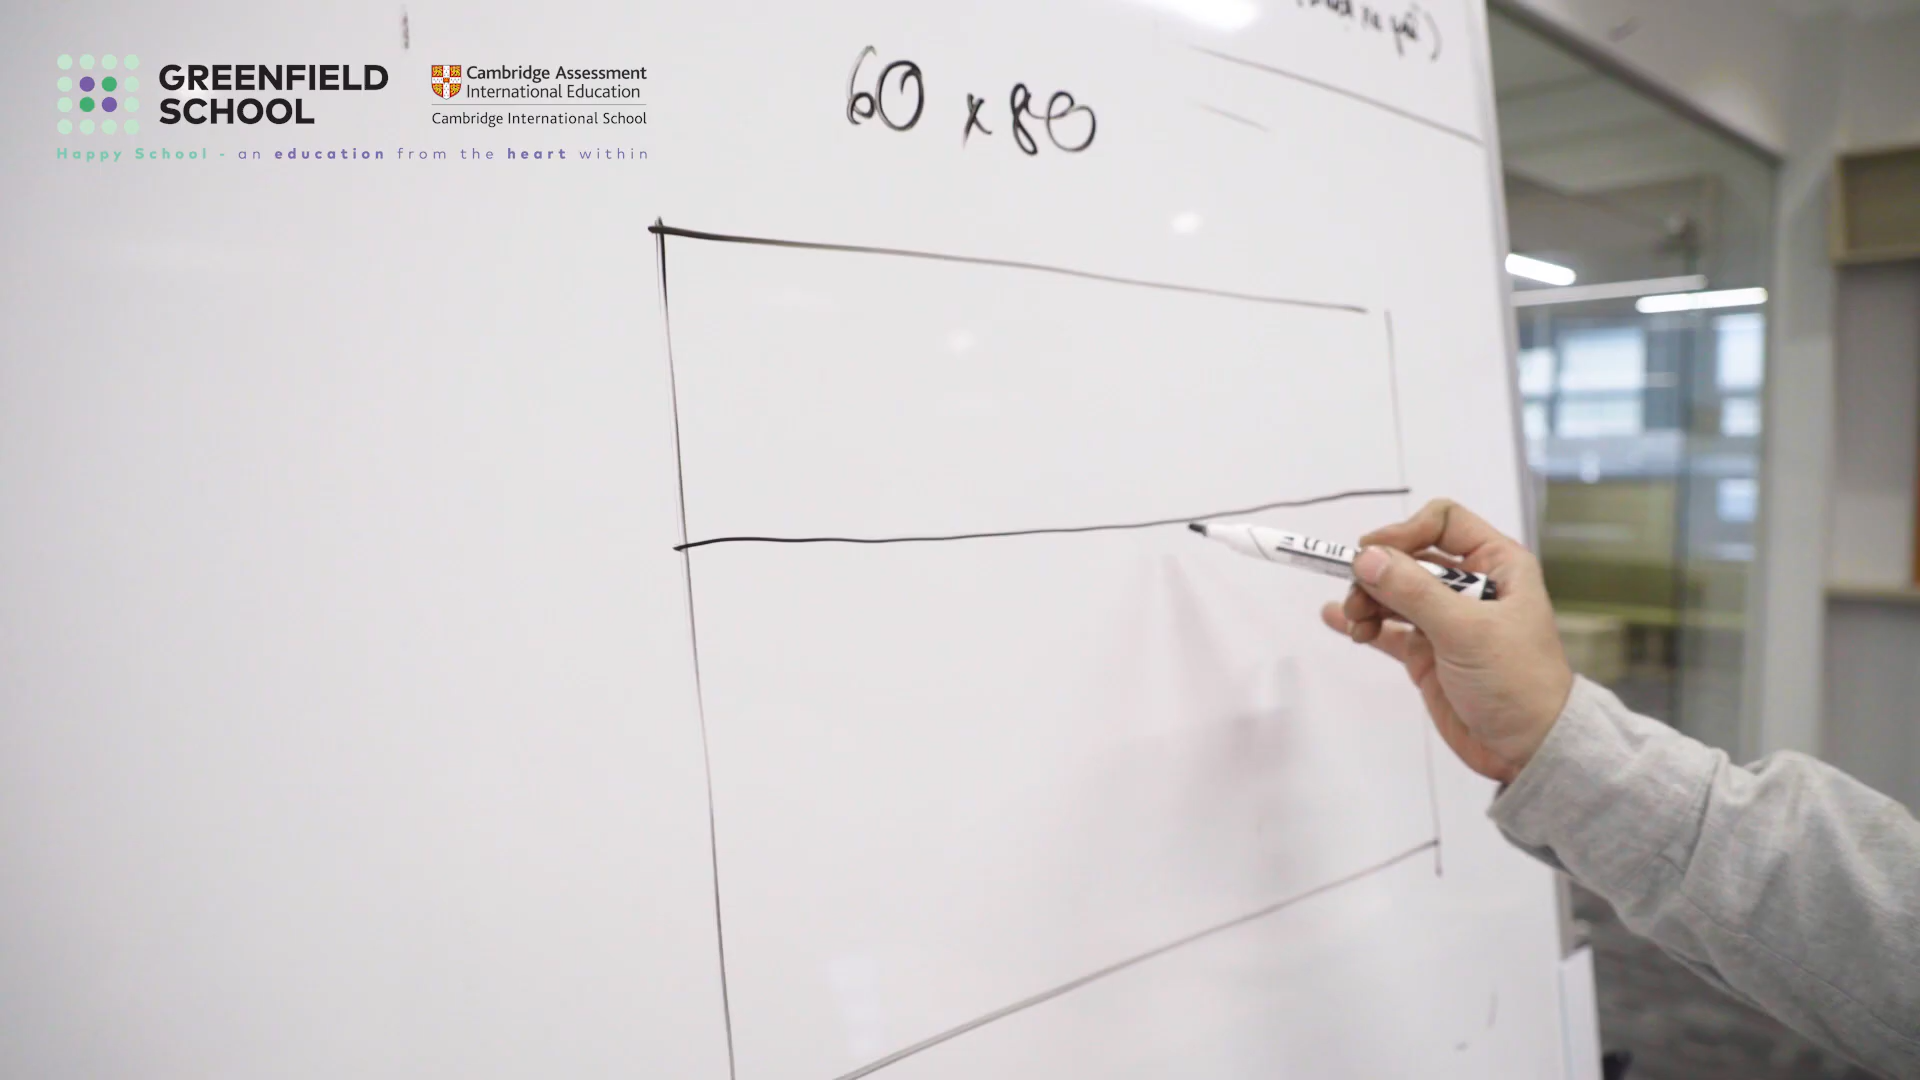 GREENFIELD
SCHOOL
Cambridge Assessment
International Education
Cambridge International School
Happy School - an education from the heart within
60 x 80